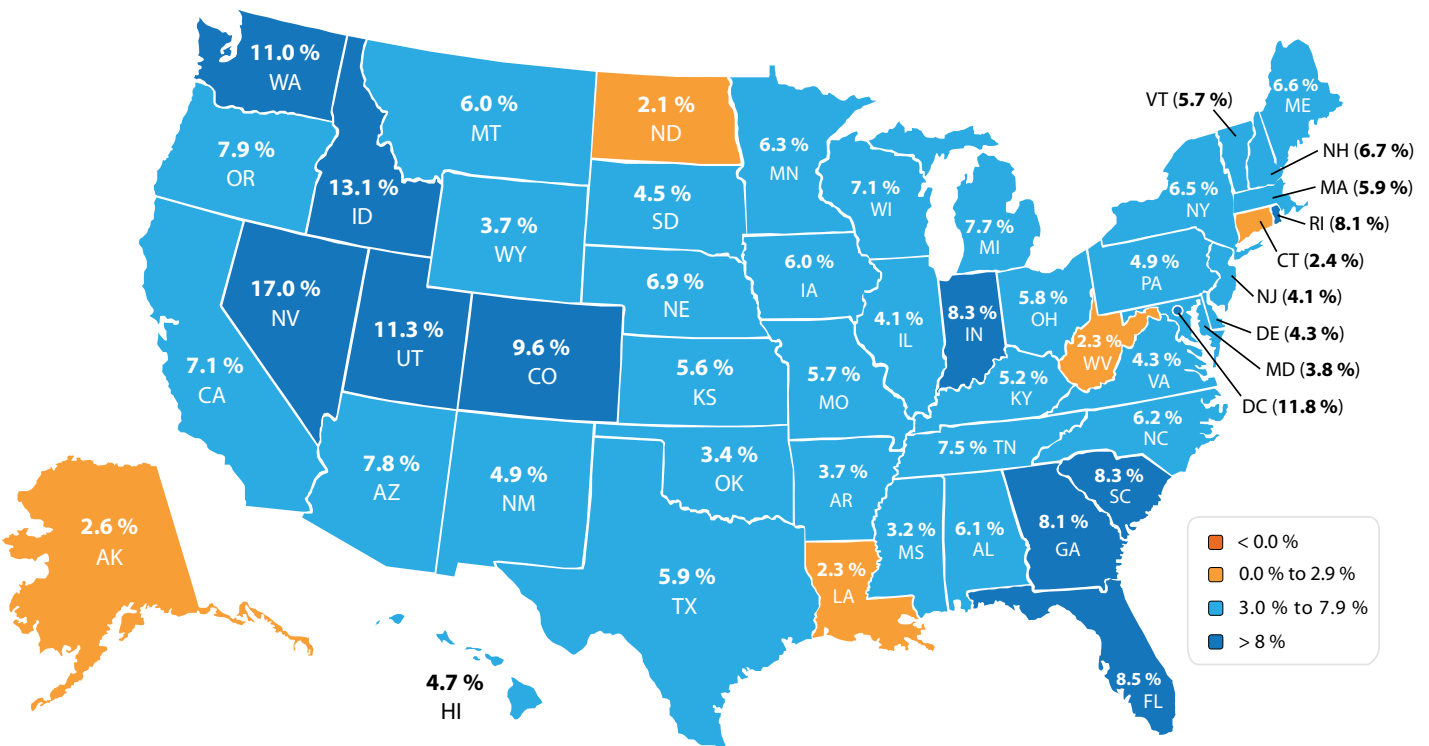 11.0 %
WA
6.0 %
MT
2.1 %
ND
6.3 %
MN
6.6 %
ME
VT (5.7 %)
NH (6.7 %)
MA (5.9 %)
RI (8.1 %)
CT (2.4 %)
NJ (4.1 %)
DE (4.3 %)
MD (3.8 %)
DC (11.8 %)
7.9 %
OR
13.1 %
ID
3.7 %
WY
4.5 %
SD
7.1 %
WI
7.7 %
MI
6.5 %
NY
17.0 %
NV
11.3 %
UT
9.6 %
CO
6.9 %
NE
6.0 %
IA
4.1 %
IL
8.3 %
IN
5.8 %
OH
4.9 %
PA
2.3 %
WV
4.3 %
VA
7.1 %
CA
5.6 %
KS
5.7 %
MO
5.2 %
KY
7.5 % TN
6.2 %
NC
7.8 %
AZ
4.9 %
NM
3.4 %
OK
3.7 %
AR
3.2 %
MS
6.1 %
AL
8.1 %
GA
8.3 %
SC
2.6 %
AK
5.9 %
TX
2.3 %
LA
8.5 %
FL
4.7 %
HI
< 0.0 %
0.0 % to 2.9 %
3.0 % to 7.9 %
> 8 %